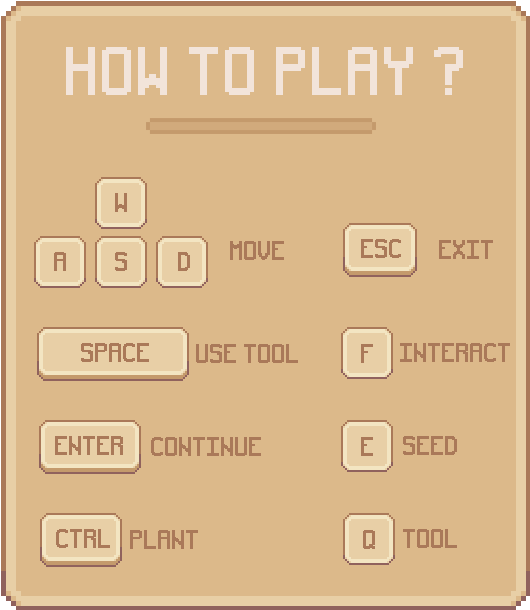 HOW TO PLAY ?
W
A S D MOVE ESC EXIT
SPACE USE TOOL F INTERACT
ENTER CONTINUE E SEED
CTRL PLANT Q TOOL